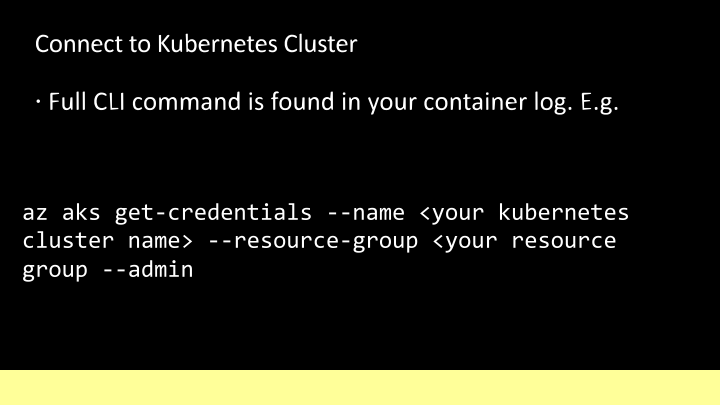 Connect to Kubernetes Cluster
· Full CLI command is found in your container log. E.g.
az aks get-credentials --name <your kubernetes
cluster name> --resource-group <your resource
group --admin